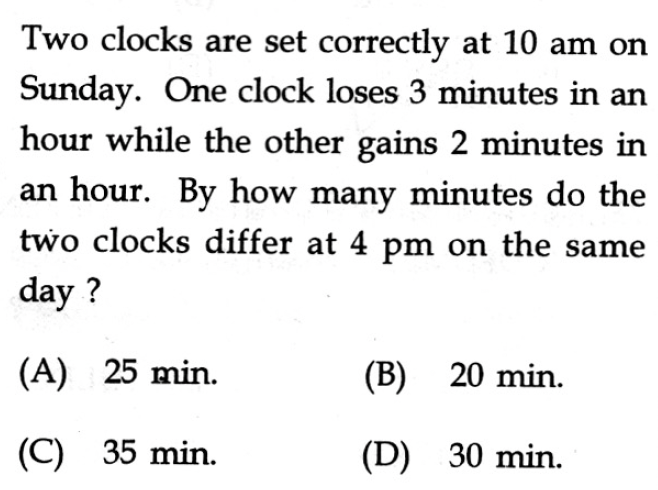 Two clocks are set correctly at 10 am on
Sunday. One clock loses 3 minutes in an
hour while the other gains 2 minutes in
an hour. By how many minutes do the
two clocks differ at 4 pm on the same
day ?
(A) 25 min. (B) 20 min.
(C) 35 min. (D) 30 min.